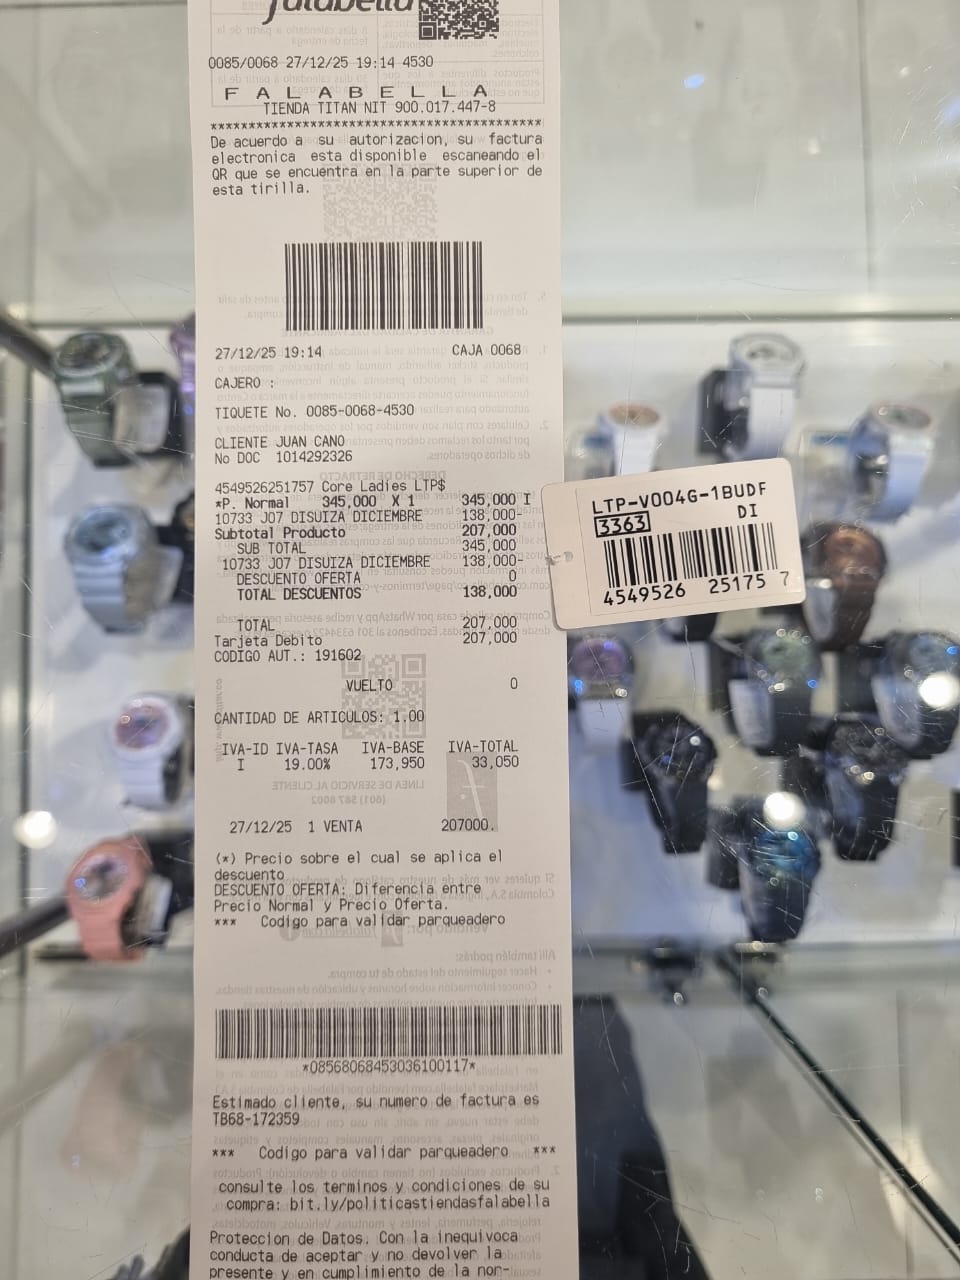 falabella
0085/0068 27/12/25 19:14 4530
F A L A B E L L A
TIENDA TITAN NIT 900.017.447-8
******************************************
De acuerdo a su autorizacion, su factura
electronica esta disponible escaneando el
QR que se encuentra en la parte superior de
esta tirilla.
27/12/25 19:14 CAJA 0068
CAJERO :
TIQUETE No. 0085-0068-4530
CLIENTE JUAN CANO
No DOC 1014292326
4549526251757 Core Ladies LTP$
*P. Normal 345,000 X 1 345,000 I
10733 J07 DISUIZA DICIEMBRE 138,000-
Subtotal Producto 207,000
SUB TOTAL 345,000
10733 J07 DISUIZA DICIEMBRE 138,000-
DESCUENTO OFERTA 0
TOTAL DESCUENTOS 138,000
TOTAL 207,000
Tarjeta Debito 207,000
CODIGO AUT.: 191602
VUELTO 0
CANTIDAD DE ARTICULOS: 1.00
IVA-ID IVA-TASA IVA-BASE IVA-TOTAL
I 19.00% 173,950 33,050
27/12/25 1 VENTA 207000.
(*) Precio sobre el cual se aplica el
descuento
DESCUENTO OFERTA: Diferencia entre
Precio Normal y Precio Oferta.
*** Codigo para validar parqueadero
*08568068453036100117*
Estimado cliente, su numero de factura es
TB68-172359
*** Codigo para validar parqueadero ***
consulte los terminos y condiciones de su
compra: bit.ly/politicastiendasfalabella
Proteccion de Datos. Con la inequivoca
conducta de aceptar y no devolver la
presente y en cumplimiento de la nor-
LTP-V004G-1BUDF
3363 DI
4549526 25175 7